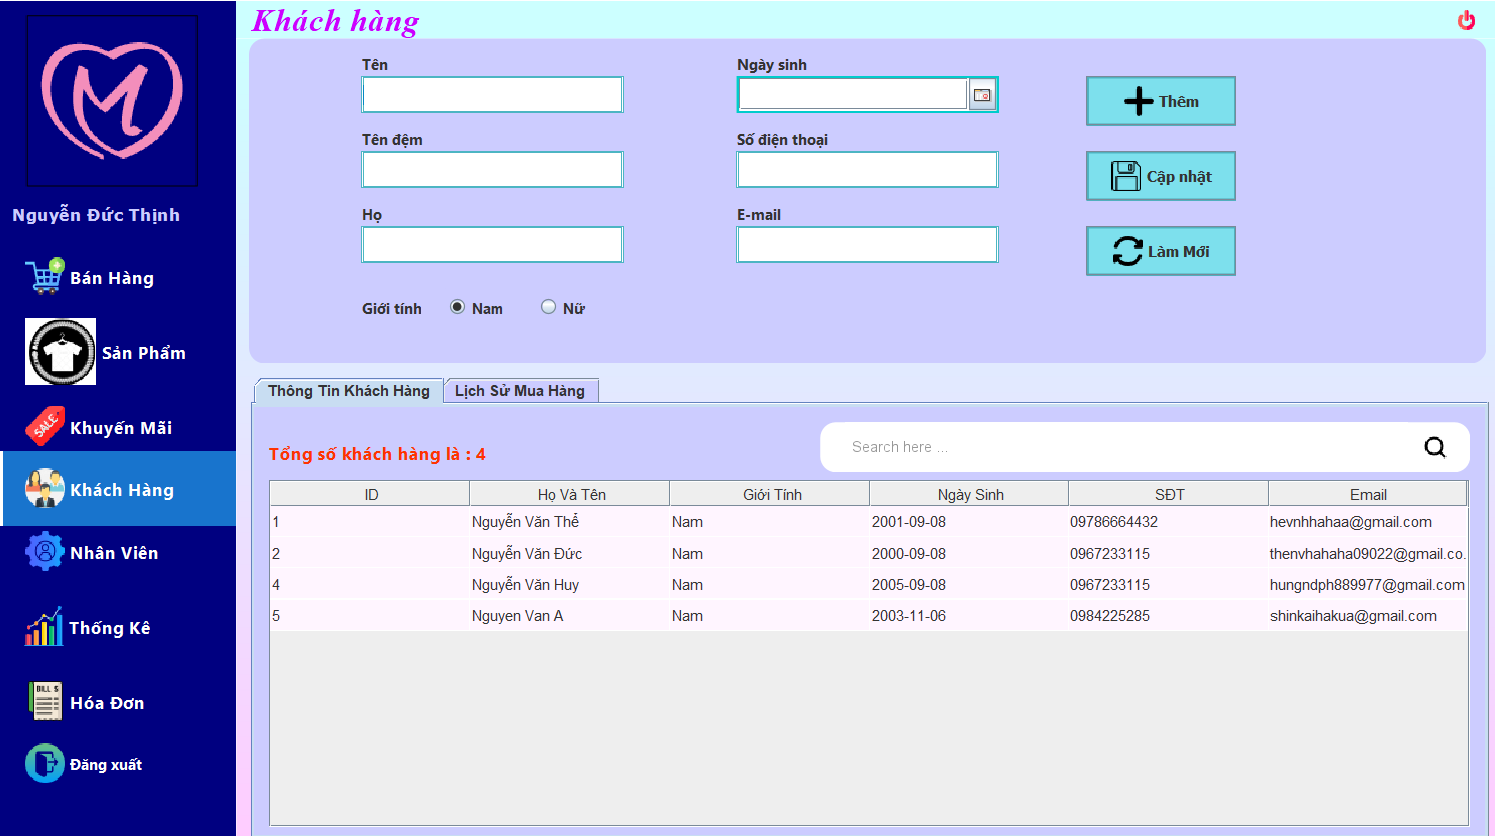 M
Nguyễn Đức Thịnh
Bán Hàng
Sản Phẩm
SALE
Khuyến Mãi
Khách Hàng
Nhân Viên
Thống Kê
BILL $
Hóa Đơn
Đăng xuất
Khách hàng
Tên
Ngày sinh
Thêm
Tên đệm
Số điện thoại
Cập nhật
Họ
E-mail
Làm Mới
Giới tính Nam Nữ
Thông Tin Khách Hàng Lịch Sử Mua Hàng
Tổng số khách hàng là : 4
Search here ...
ID Họ Và Tên Giới Tính Ngày Sinh SĐT Email
1 Nguyễn Văn Thể Nam 2001-09-08 09786664432 hevnhhahaa@gmail.com
2 Nguyễn Văn Đức Nam 2000-09-08 0967233115 thenvhahaha09022@gmail.co.
4 Nguyễn Văn Huy Nam 2005-09-08 0967233115 hungndph889977@gmail.com
5 Nguyen Van A Nam 2003-11-06 0984225285 shinkaihakua@gmail.com